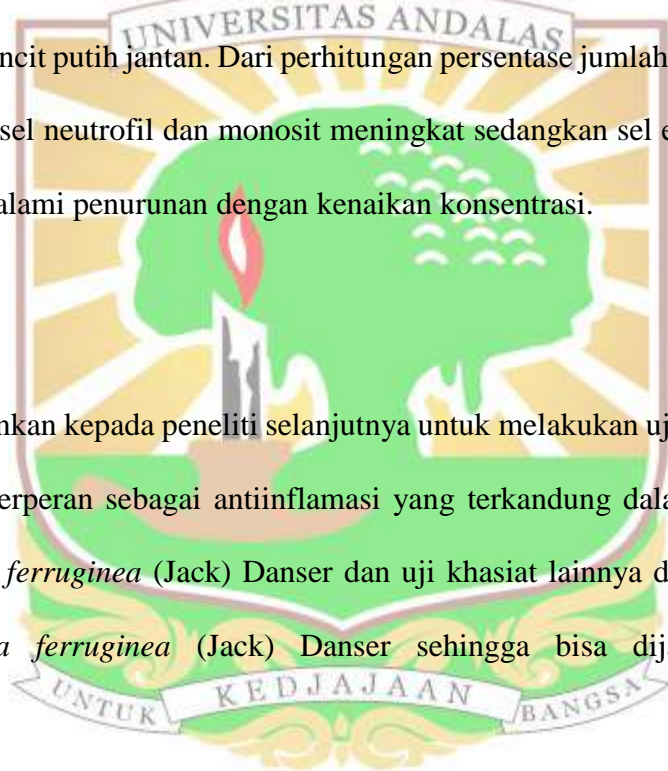 UNIVERSITAS ANDALAS
ncit putih jantan. Dari perhitungan persentase jumlah
sel neutrofil dan monosit meningkat sedangkan sel e
alami penurunan dengan kenaikan konsentrasi.
nkan kepada peneliti selanjutnya untuk melakukan uj
erperan sebagai antiinflamasi yang terkandung dala
ferruginea (Jack) Danser dan uji khasiat lainnya d
a ferruginea (Jack) Danser sehingga bisa dija
UNTUK KEDJAJAAN BANGSA